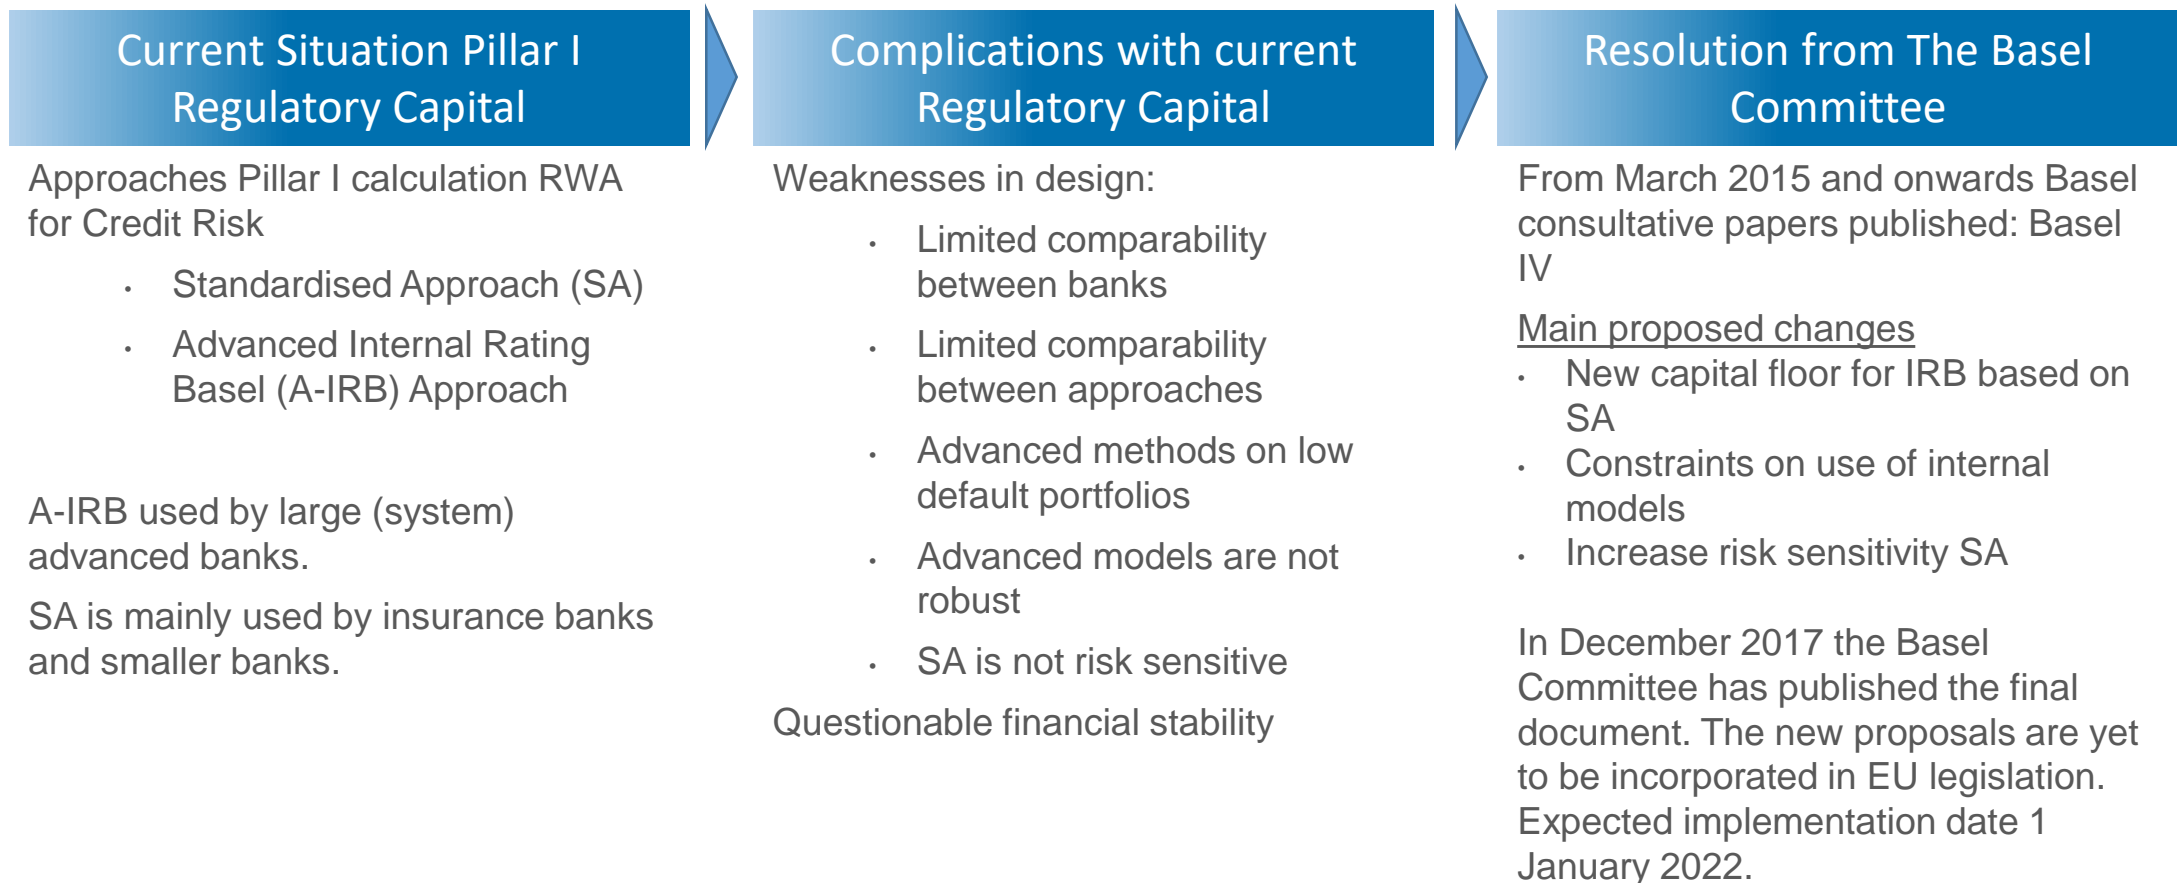 Current Situation Pillar I
Regulatory Capital
Approaches Pillar I calculation RWA
for Credit Risk
· Standardised Approach (SA)
· Advanced Internal Rating
Basel (A-IRB) Approach
A-IRB used by large (system)
advanced banks.
SA is mainly used by insurance banks
and smaller banks.
Complications with current
Regulatory Capital
Weaknesses in design:
· Limited comparability
between banks
· Limited comparability
between approaches
· Advanced methods on low
default portfolios
· Advanced models are not
robust
· SA is not risk sensitive
Questionable financial stability
Resolution from The Basel
Committee
From March 2015 and onwards Basel
consultative papers published: Basel
IV
Main proposed changes
· New capital floor for IRB based on
SA
· Constraints on use of internal
models
· Increase risk sensitivity SA
In December 2017 the Basel
Committee has published the final
document. The new proposals are yet
to be incorporated in EU legislation.
Expected implementation date 1
January 2022.